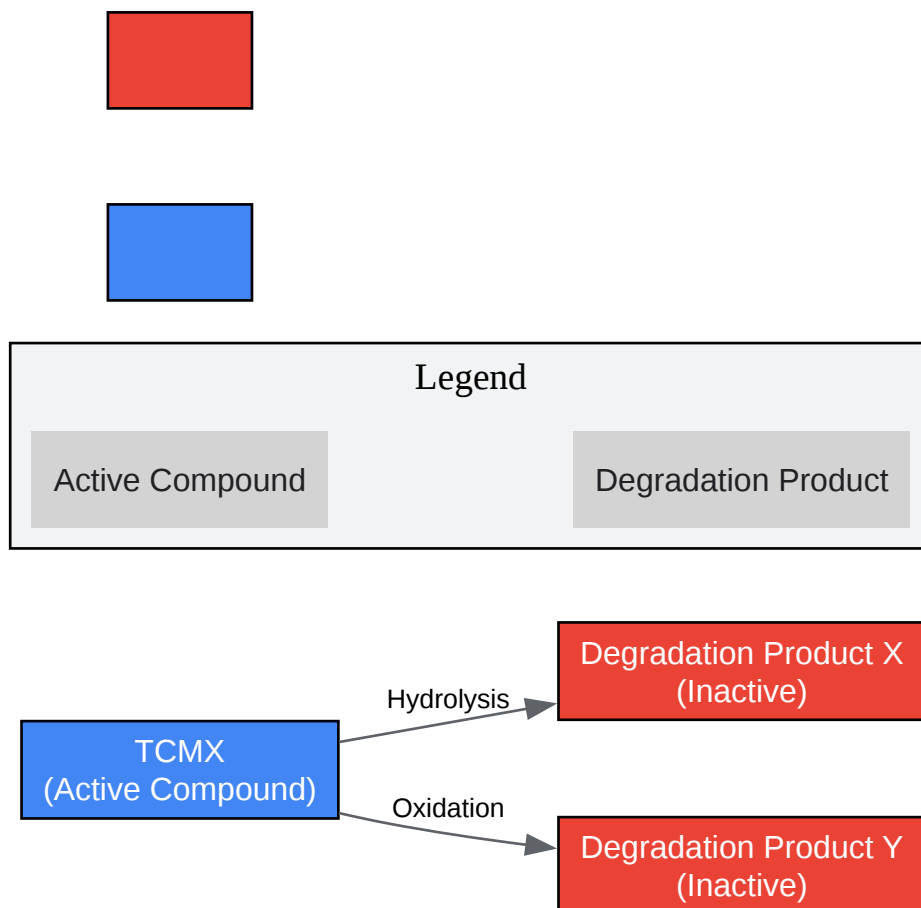 Legend
Active Compound
Degradation Product
Degradation Product X
(Inactive)
Hydrolysis
TCMX
(Active Compound)
Oxidation
Degradation Product Y
(Inactive)